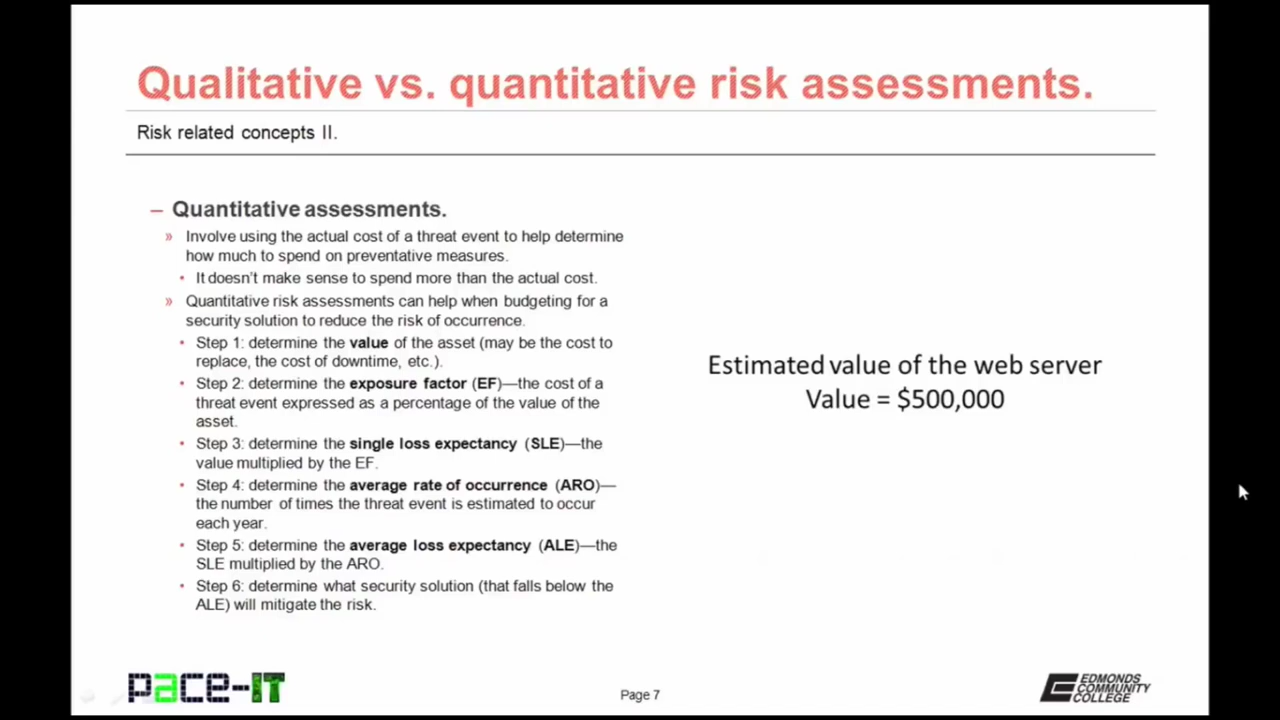 Qualitative vs. quantitative risk assessments.
Risk related concepts II.
– Quantitative assessments.
» Involve using the actual cost of a threat event to help determine
how much to spend on preventative measures.
• It doesn't make sense to spend more than the actual cost.
» Quantitative risk assessments can help when budgeting for a
security solution to reduce the risk of occurrence.
• Step 1: determine the value of the asset (may be the cost to
replace, the cost of downtime, etc.).
• Step 2: determine the exposure factor (EF)—the cost of a
threat event expressed as a percentage of the value of the
asset.
• Step 3: determine the single loss expectancy (SLE)—the
value multiplied by the EF.
• Step 4: determine the average rate of occurrence (ARO)—
the number of times the threat event is estimated to occur
each year.
• Step 5: determine the average loss expectancy (ALE)—the
SLE multiplied by the ARO.
• Step 6: determine what security solution (that falls below the
ALE) will mitigate the risk.
Estimated value of the web server
Value = $500,000
pace-IT
Page 7
EDMONDS
COMMUNITY
COLLEGE